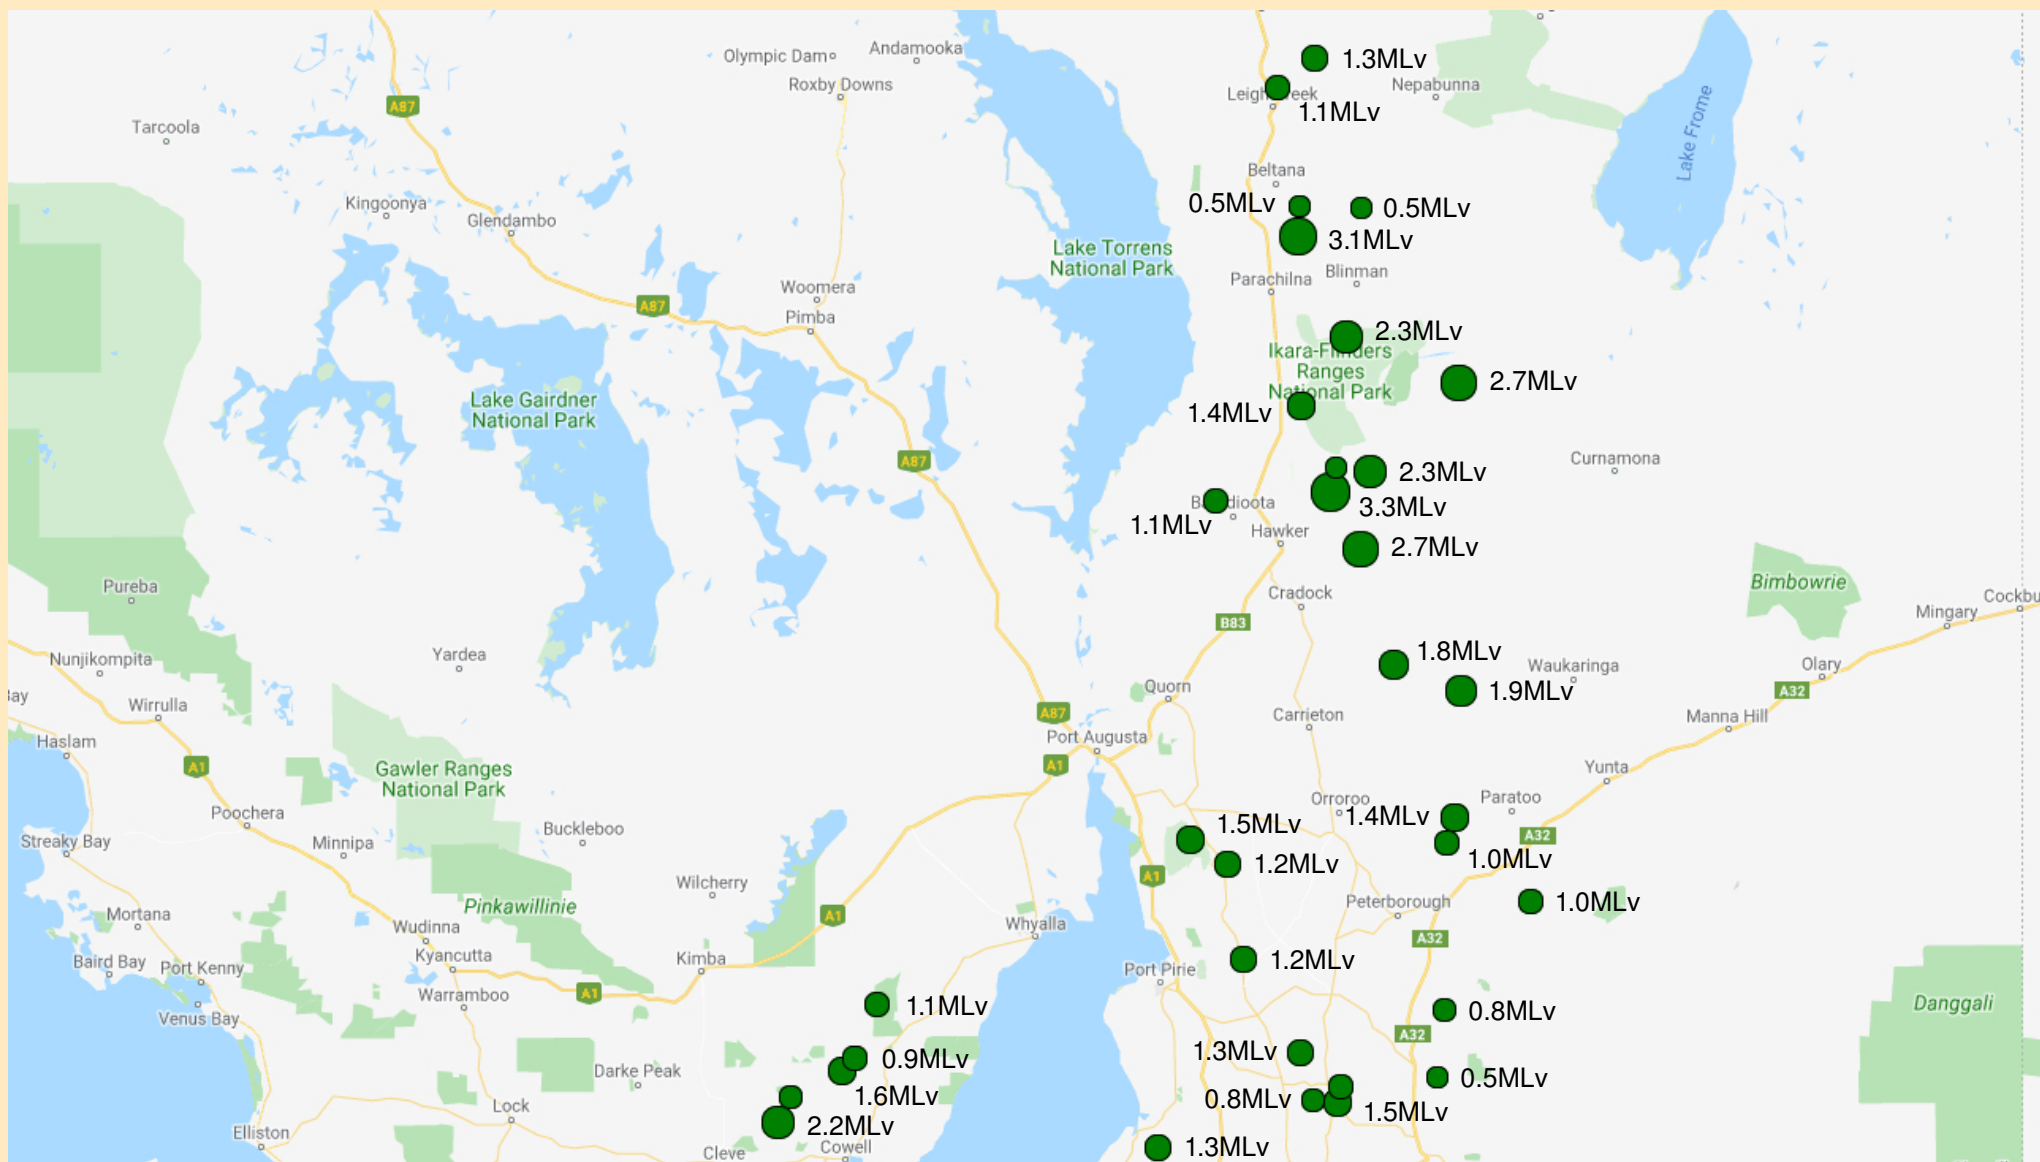 Olympic Dam
Andamooka
1.3MLv
Roxby Downs
Nepabunna
1.1MLv
A87
Tarcoola
Lake Frome
Beltana
Kingoonya
Glendambo
0.5MLv
0.5MLv
3.1MLv
Lake Torrens
National Park
Parachilna
Blinman
Woomera
A87
Pimba
2.3MLv
Ikara-Flinders
Ranges
National Park
2.7MLv
Lake Gairdner
National Park
1.4MLv
A87
Curnamona
2.3MLv
3.3MLv
1.1MLv
Hawker
2.7MLv
Pureba
Bimbowrie
Cradock
Mingary
Cockbu
B83
Nunjikompita
Yardea
1.8MLv
Waukaringa
Olary
1.9MLv
A32
Quorn
Bay
Wirrulla
A87
Carrieton
Manna Hill
Haslam
Port Augusta
A1
A1
Gawler Ranges
National Park
Yunta
Orroroo
Paratoo
1.4MLv
Poochera
Minnipa
Buckleboo
1.5MLv
A32
1.0MLv
Streaky Bay
1.2MLv
A1
Wilcherry
Pinkawillinie
Peterborough
1.0MLv
Mortana
A1
Whyalla
Wudinna
A32
Kyancutta
Kimba
1.2MLv
Baird Bay
Port Kenny
Port Pirie
A1
Warramboo
1.1MLv
0.8MLv
Danggali
Venus Bay
A32
1.3MLv
0.9MLv
Darke Peak
0.5MLv
1.6MLv
0.8MLv
1.5MLv
Lock
2.2MLv
Elliston
Cleve
Cowell
1.3MLv